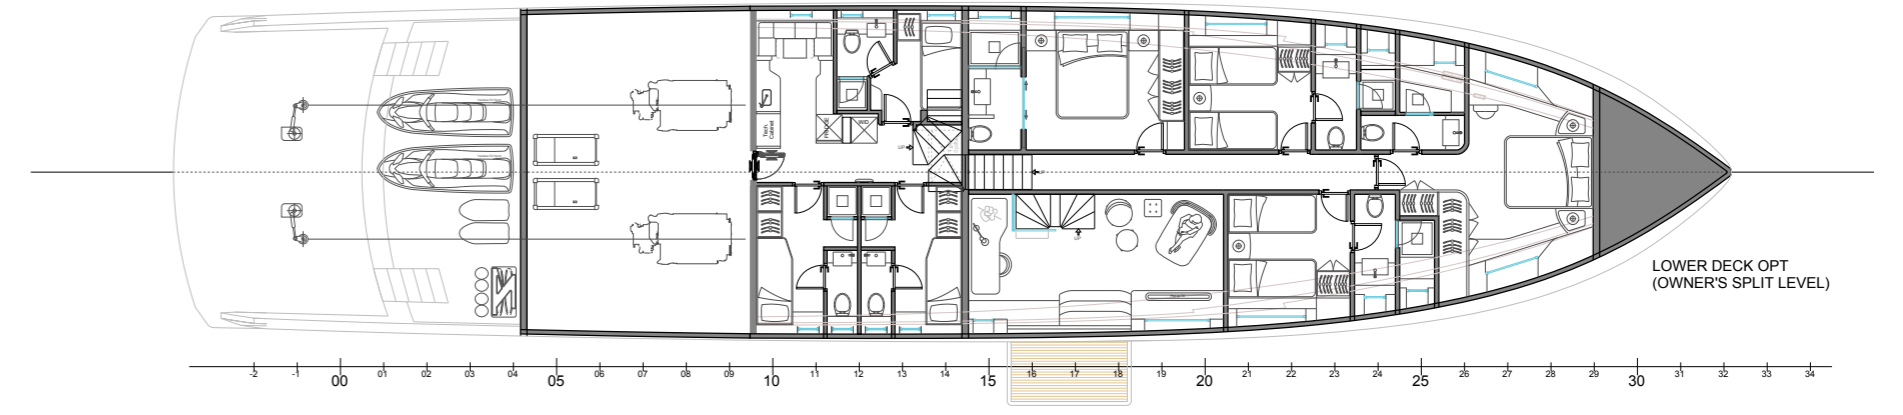 Tech.
Cabinet
FRIDGE
W/D
UP
UP
UP
LOWER DECK OPT
(OWNER'S SPLIT LEVEL)
-2 -1 00 01 02 03 04 05 06 07 08 09 10 11 12 13 14 15 16 17 18 19 20 21 22 23 24 25 26 27 28 29 30 31 32 33 34